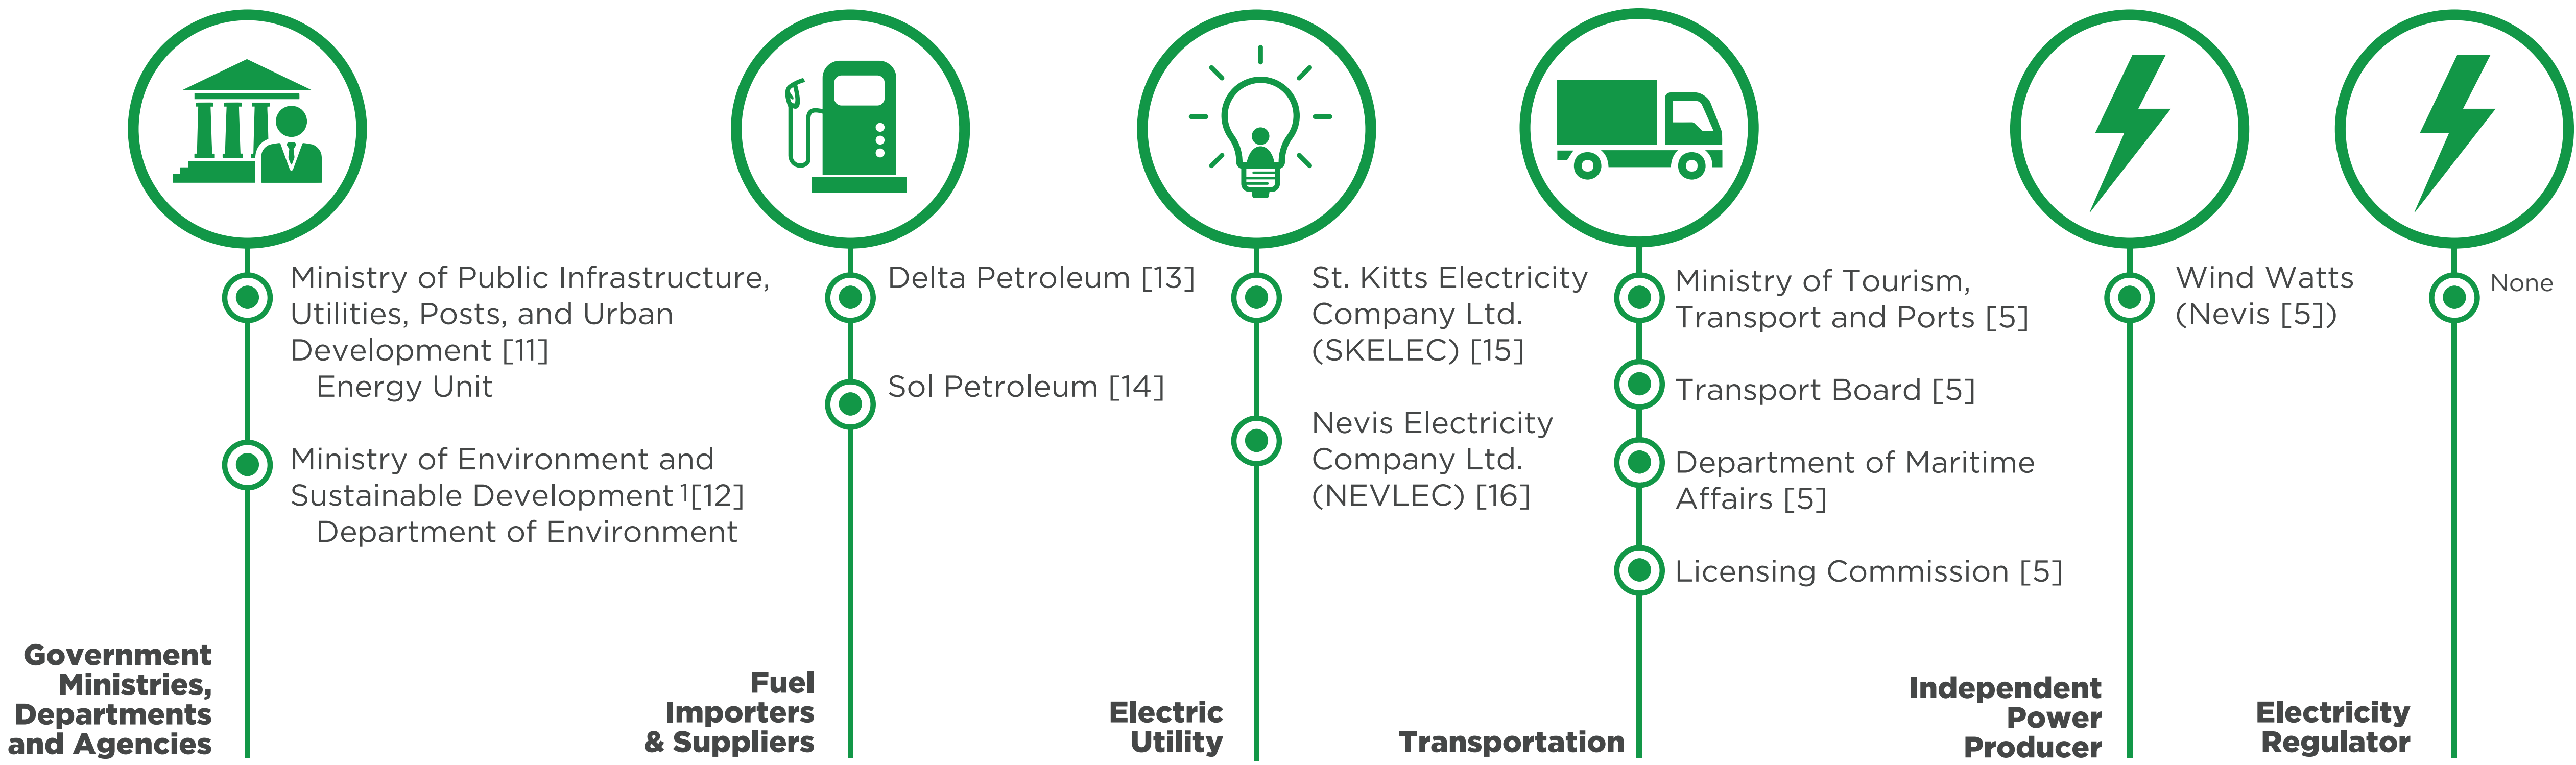 Ministry of Public Infrastructure,
Utilities, Posts, and Urban
Development [11]
Energy Unit
Ministry of Environment and
Sustainable Development 1[12]
Department of Environment
Government
Ministries,
Departments
and Agencies
Delta Petroleum [13]
Sol Petroleum [14]
Fuel
Importers
& Suppliers
St. Kitts Electricity
Company Ltd.
(SKELEC) [15]
Nevis Electricity
Company Ltd.
(NEVLEC) [16]
Electric
Utility
Ministry of Tourism,
Transport and Ports [5]
Transport Board [5]
Department of Maritime
Affairs [5]
Licensing Commission [5]
Transportation
Wind Watts
(Nevis [5])
Independent
Power
Producer
None
Electricity
Regulator